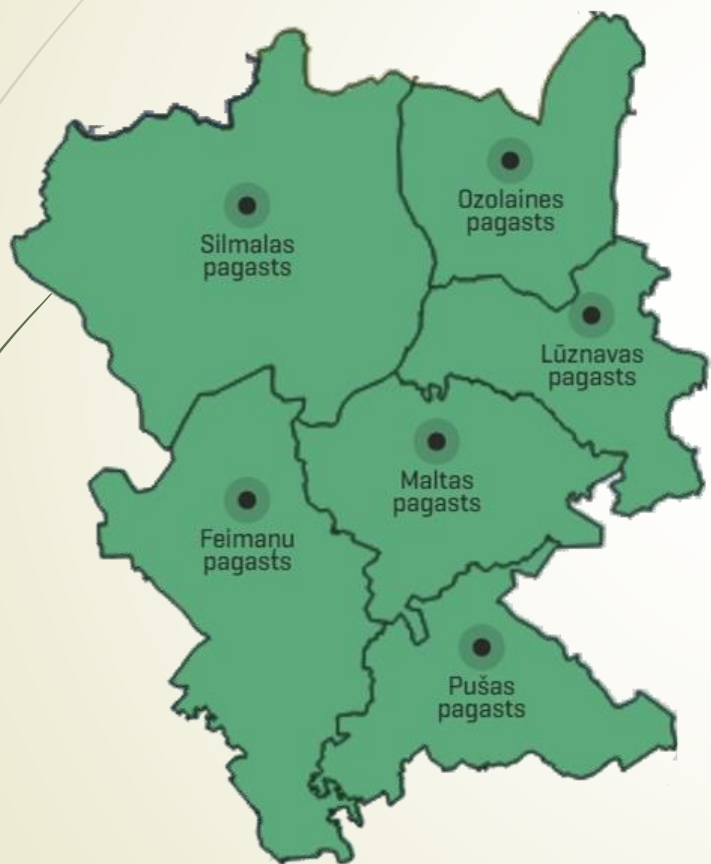 Ozolaines
pagasts
Silmalas
pagasts
Lūznavas
pagasts
Maltas
pagasts
Feimaņu
pagasts
Pušas
pagasts